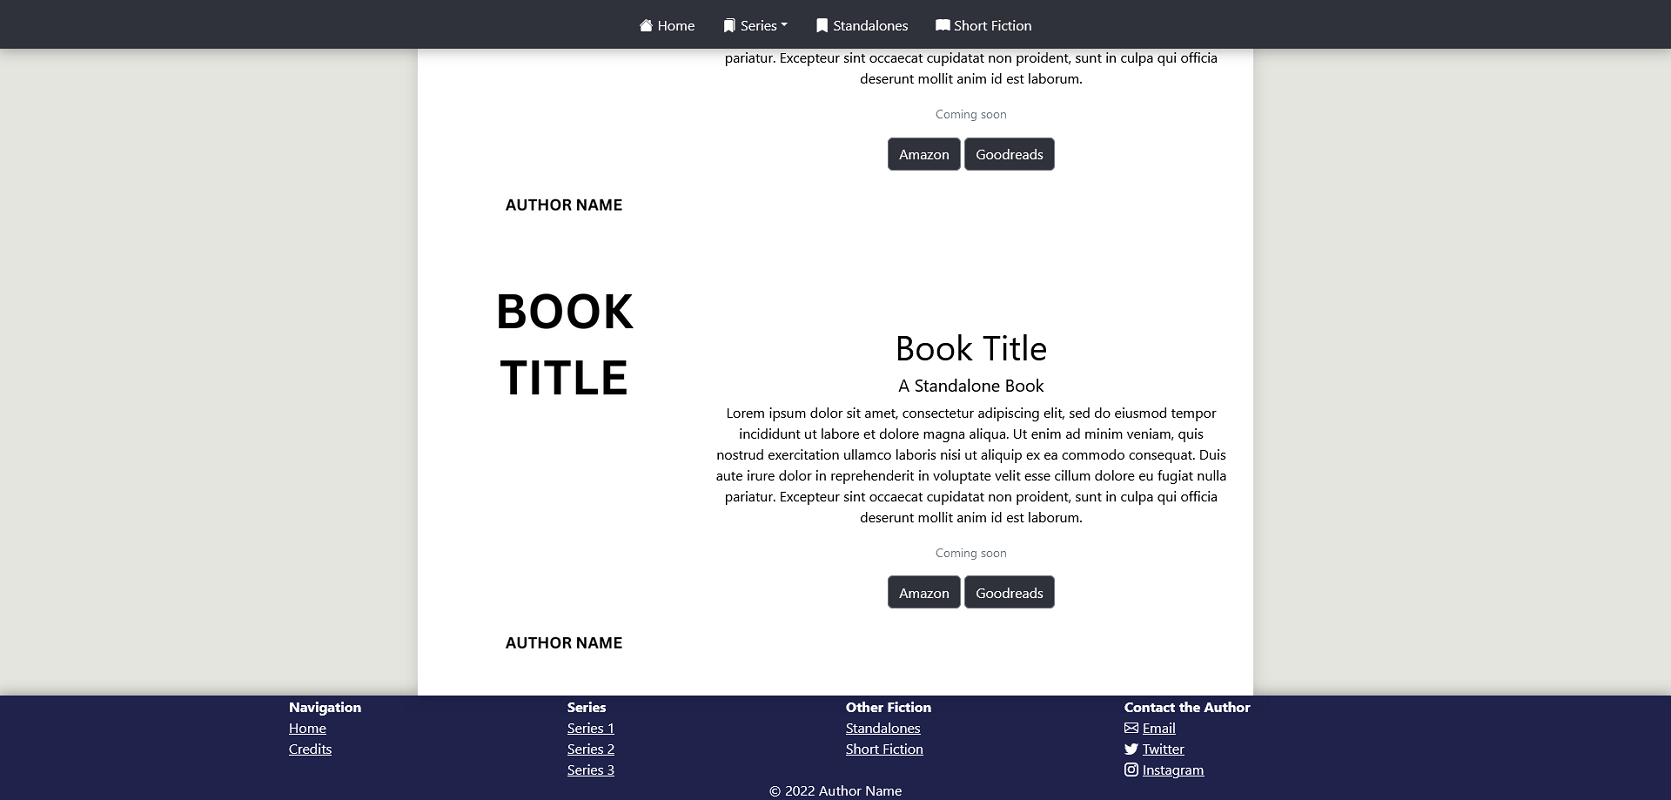 Home Series Standalones Short Fiction
pariatur. Excepteur sint occaecat cupidatat non proident, sunt in culpa qui officia
deserunt mollit anim id est laborum.
Coming soon
Amazon Goodreads
AUTHOR NAME
BOOK
TITLE
Book Title
A Standalone Book
Lorem ipsum dolor sit amet, consectetur adipiscing elit, sed do eiusmod tempor
incididunt ut labore et dolore magna aliqua. Ut enim ad minim veniam, quis
nostrud exercitation ullamco laboris nisi ut aliquip ex ea commodo consequat. Duis
aute irure dolor in reprehenderit in voluptate velit esse cillum dolore eu fugiat nulla
pariatur. Excepteur sint occaecat cupidatat non proident, sunt in culpa qui officia
deserunt mollit anim id est laborum.
Coming soon
Amazon Goodreads
AUTHOR NAME
Navigation
Home
Credits
Series
Series 1
Series 2
Series 3
Other Fiction
Standalones
Short Fiction
Contact the Author
Email
Twitter
Instagram
© 2022 Author Name